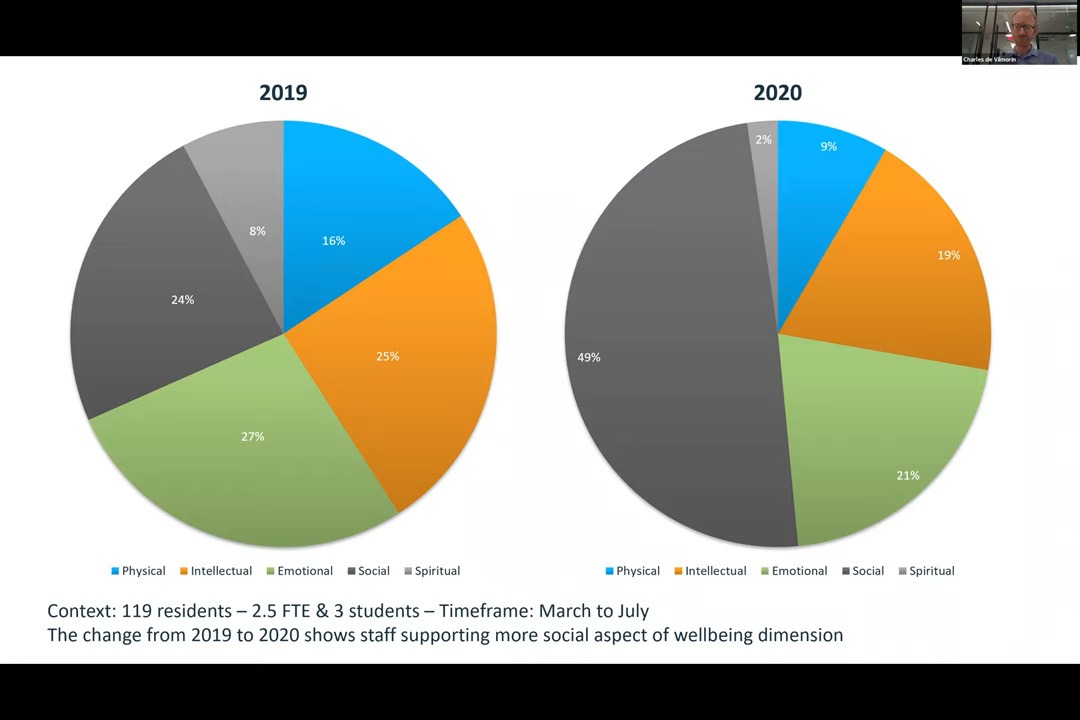 Charles de Vilmorin
2019
2020
8%
16%
24%
25%
27%
2%
9%
19%
49%
21%
Physical Intellectual Emotional Social Spiritual
Physical Intellectual Emotional Social Spiritual
Context: 119 residents – 2.5 FTE & 3 students – Timeframe: March to July
The change from 2019 to 2020 shows staff supporting more social aspect of wellbeing dimension